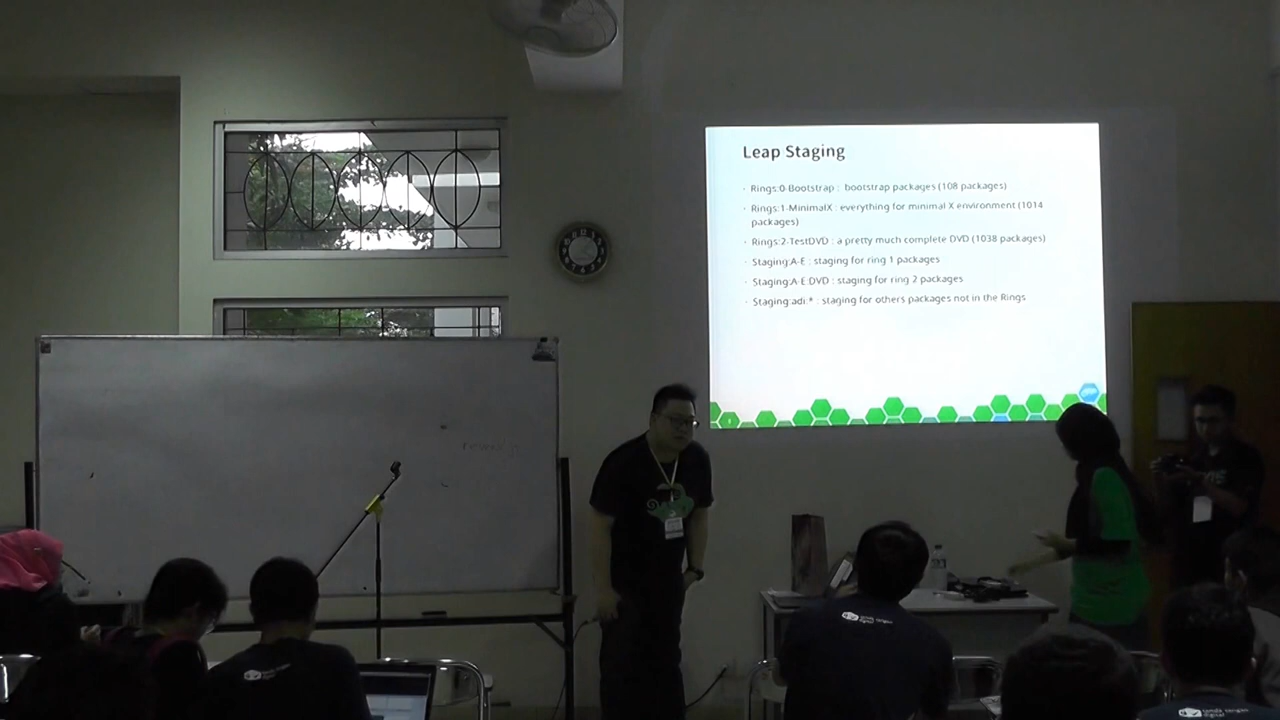 Leap Staging
· Rings:0-Bootstrap : bootstrap packages (108 packages)
· Rings:1-MinimalX : everything for minimal X environment (1014
packages)
· Rings:2-TestDVD : a pretty much complete DVD (1038 packages)
· Staging:A-E : staging for ring 1 packages
· Staging:A-E:DVD : staging for ring 2 packages
· Staging:adi:* : staging for others packages not in the Rings